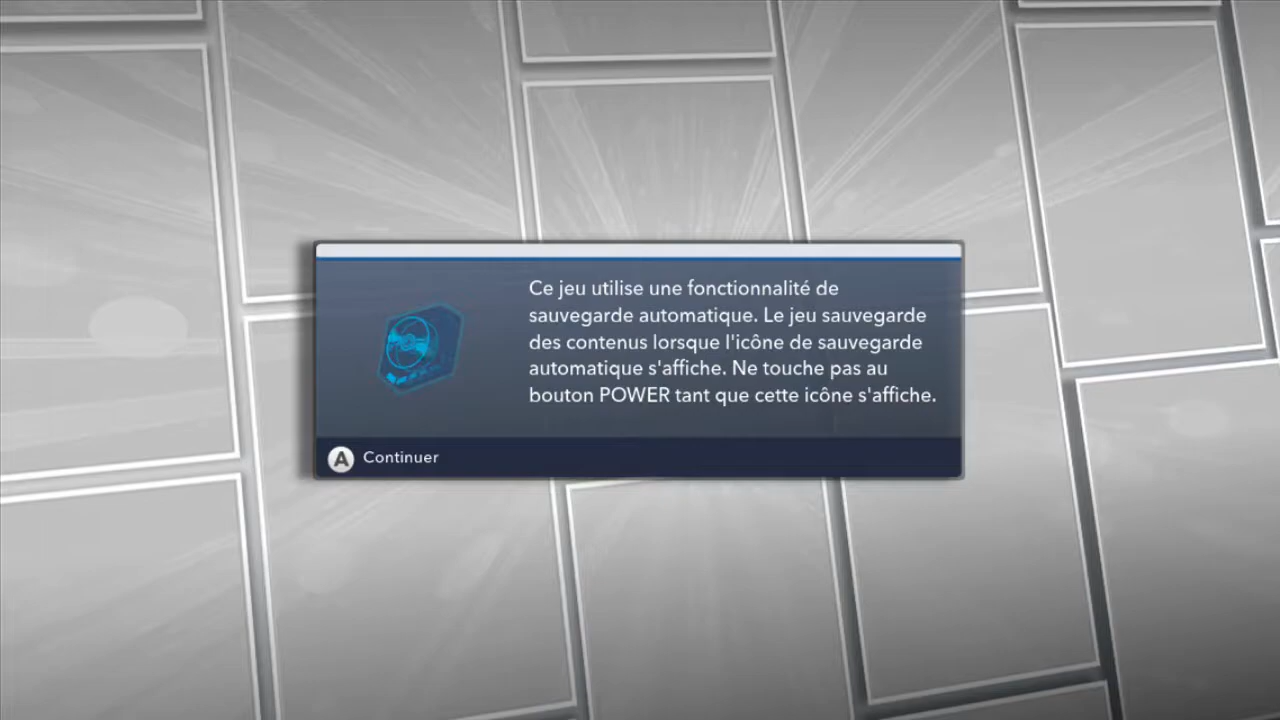 Ce jeu utilise une fonctionnalité de
sauvegarde automatique. Le jeu sauvegarde
des contenus lorsque l'icône de sauvegarde
automatique s'affiche. Ne touche pas au
bouton POWER tant que cette icône s'affiche.
A Continuer